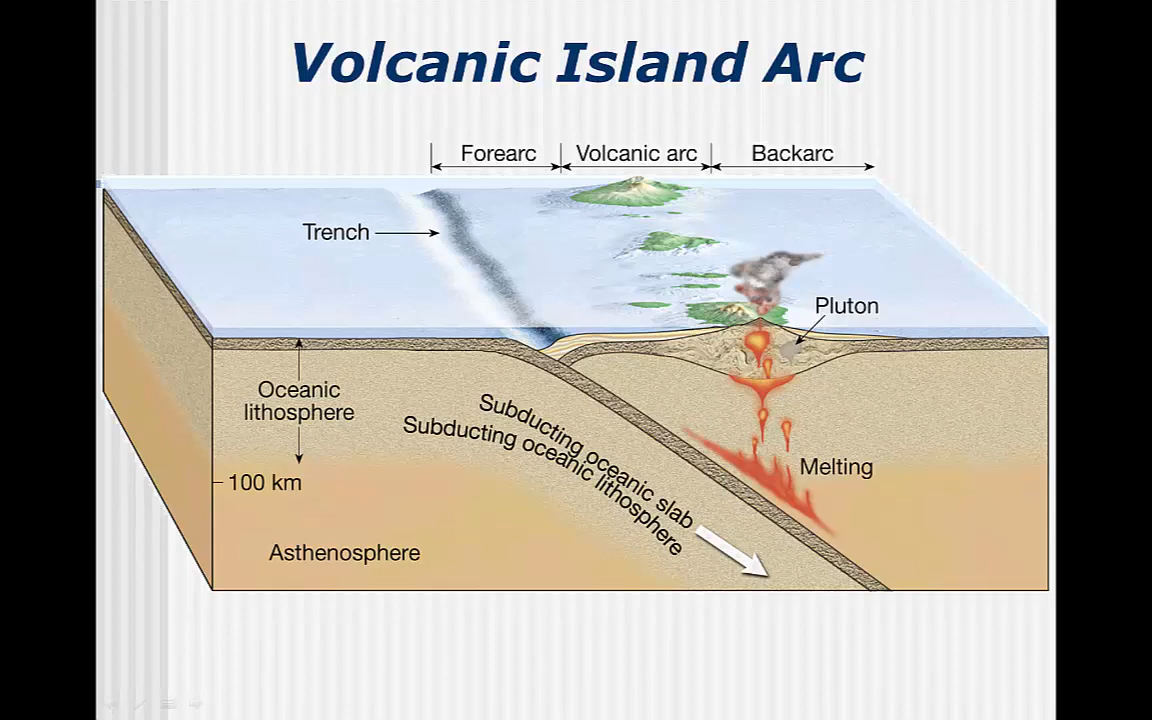 Volcanic Island Arc
Forearc
Volcanic arc
Backarc
Trench
Pluton
Oceanic
lithosphere
Subducting oceanic slab
Subducting oceanic lithosphere
Melting
100 km
Asthenosphere